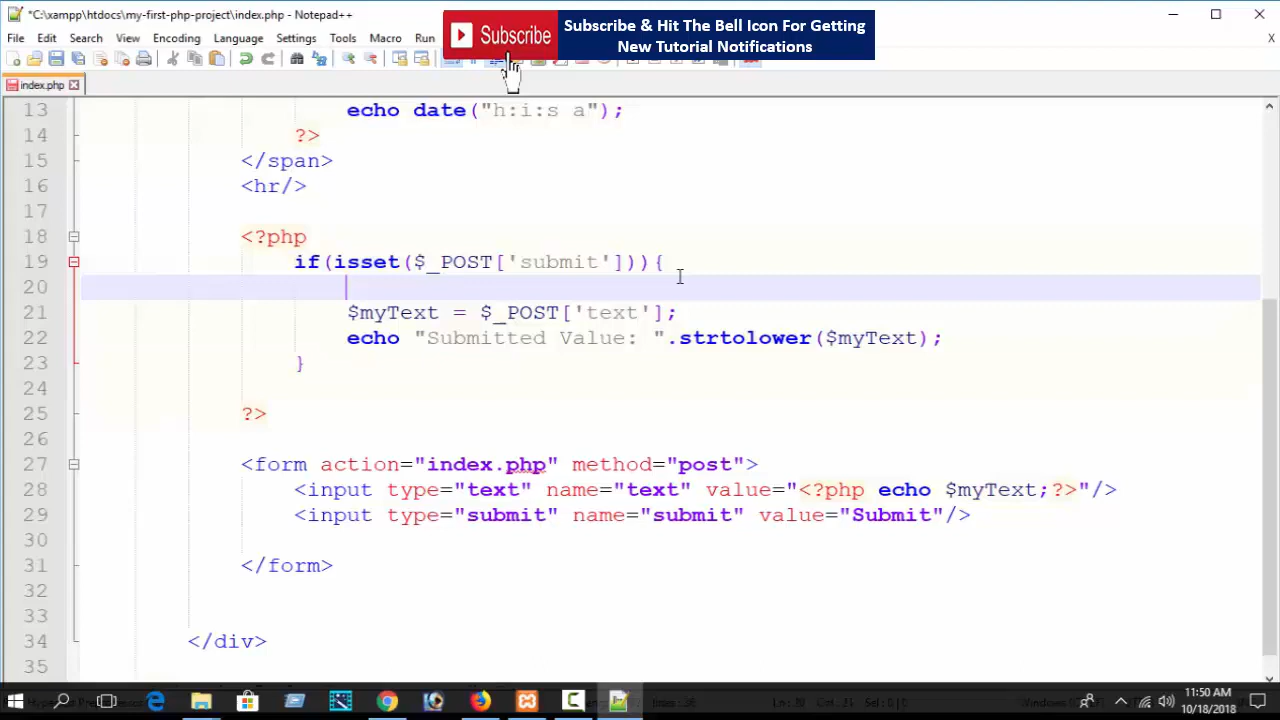 *C:\xampp\htdocs\my-first-php-project\index.php - Notepad++
File Edit Search View Encoding Language Settings Tools Macro Run
X
Subscribe
Subscribe & Hit The Bell Icon For Getting
New Tutorial Notifications
index.php
13 echo date("h:i:s a");
14 ?>
15 </span>
16 <hr/>
17
18 <?php
19 if(isset($_POST['submit'])){
20
21 $myText = $_POST['text'];
22 echo "Submitted Value: ".strtolower($myText);
23 }
24
25 ?>
26
27 <form action="index.php" method="post">
28 <input type="text" name="text" value="<?php echo $myText;?>"/>
29 <input type="submit" name="submit" value="Submit"/>
30
31 </form>
32
33
34 </div>
35
11:50 AM
10/18/2018